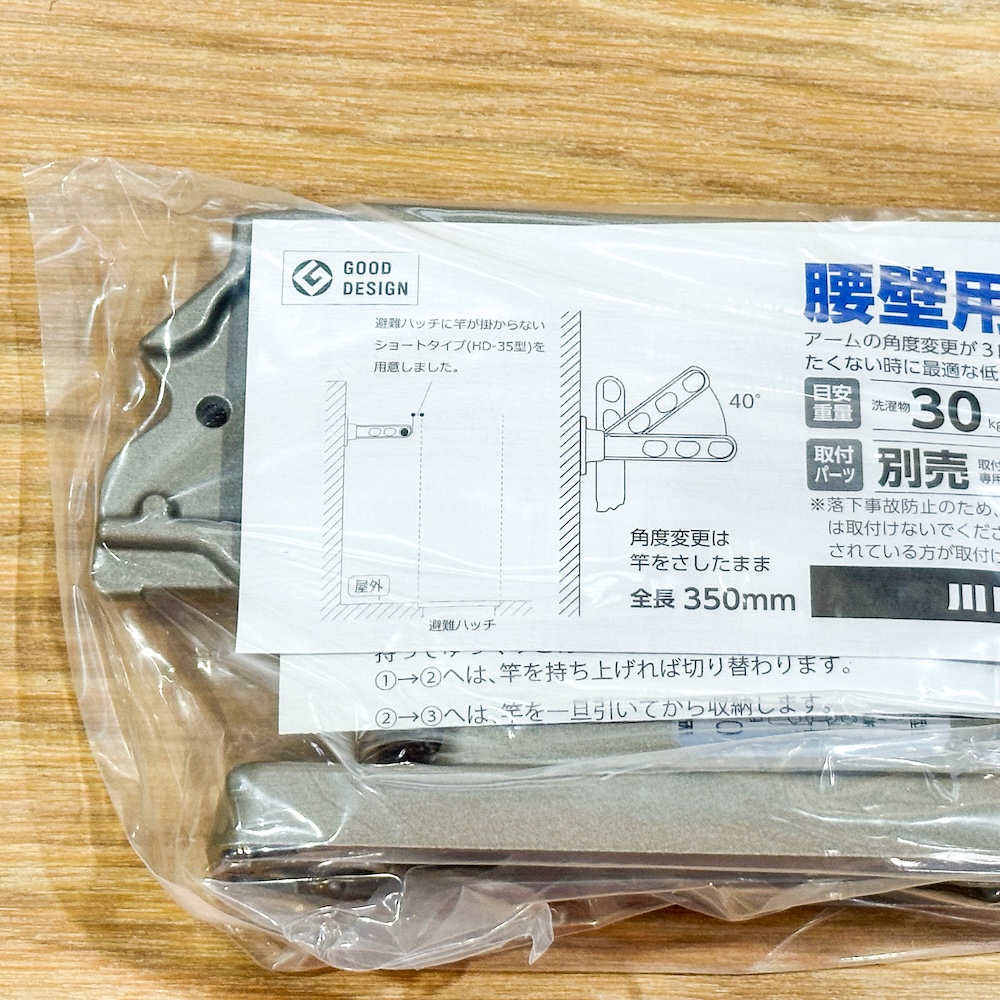 GOOD
DESIGN
避難ハッチに竿が掛からない
ショートタイプ(HD-35型)を
用意しました。
屋外
避難ハッチ
40°
角度変更は
竿をさしたまま
全長 350mm
腰壁用
アームの角度変更が3
たくない時に最適な低
目安
重量
洗濯物 30 kg
取付
パーツ
別売
取付
専用
※落下事故防止のため、
は取付けないでくださ
されている方が取付け
①→②へは、竿を持ち上げれば切り替わります。
②→③へは、竿を一旦引いてから収納します。